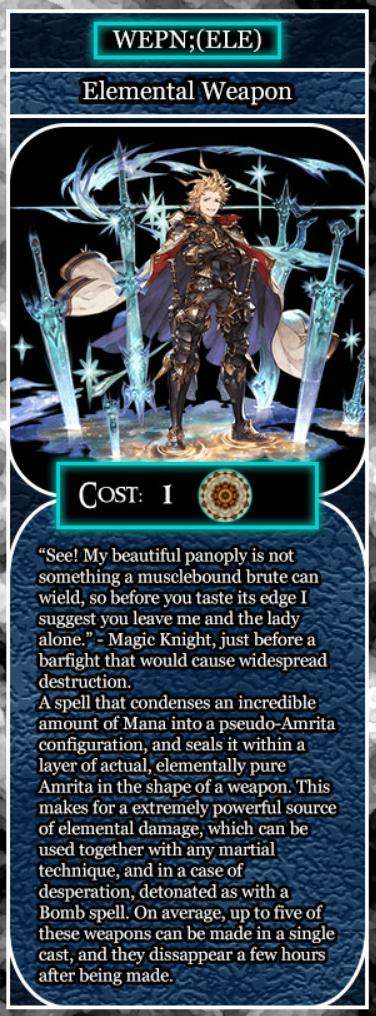 WEPN;(ELE)
Elemental Weapon
Cost: 1
“See! My beautiful panoply is not
something a musclebound brute can
wield, so before you taste its edge I
suggest you leave me and the lady
alone.” - Magic Knight, just before a
barfight that would cause widespread
destruction.
A spell that condenses an incredible
amount of Mana into a pseudo-Amrita
configuration, and seals it within a
layer of actual, elementally pure
Amrita in the shape of a weapon. This
makes for a extremely powerful source
of elemental damage, which can be
used together with any martial
technique, and in a case of
desperation, detonated as with a
Bomb spell. On average, up to five of
these weapons can be made in a single
cast, and they dissappear a few hours
after being made.